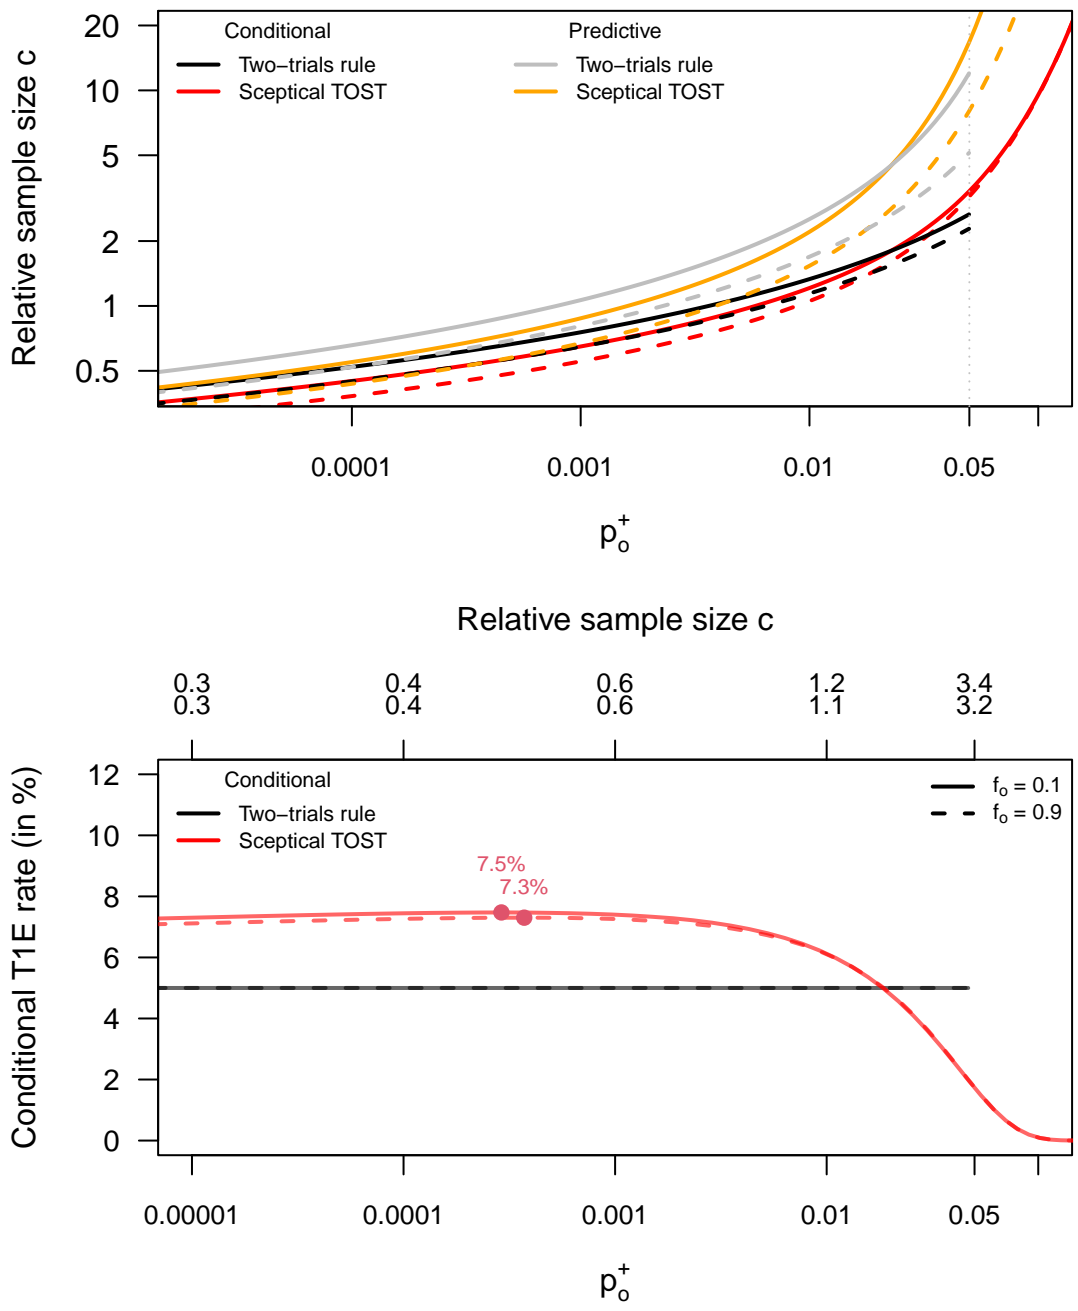 Relative sample size c
20
10
5
2
1
0.5
Conditional Predictive
Two−trials rule Two−trials rule
Sceptical TOST Sceptical TOST
0.0001 0.001 0.01 0.05
p₀⁺
Relative sample size c
0.3 0.4 0.6 1.2 3.4
0.3 0.4 0.6 1.1 3.2
Conditional T1E rate (in %)
12
10
8
6
4
2
0
Conditional
Two−trials rule
Sceptical TOST
fₒ = 0.1
fₒ = 0.9
7.5%
7.3%
0.00001 0.0001 0.001 0.01 0.05
pₒ⁺